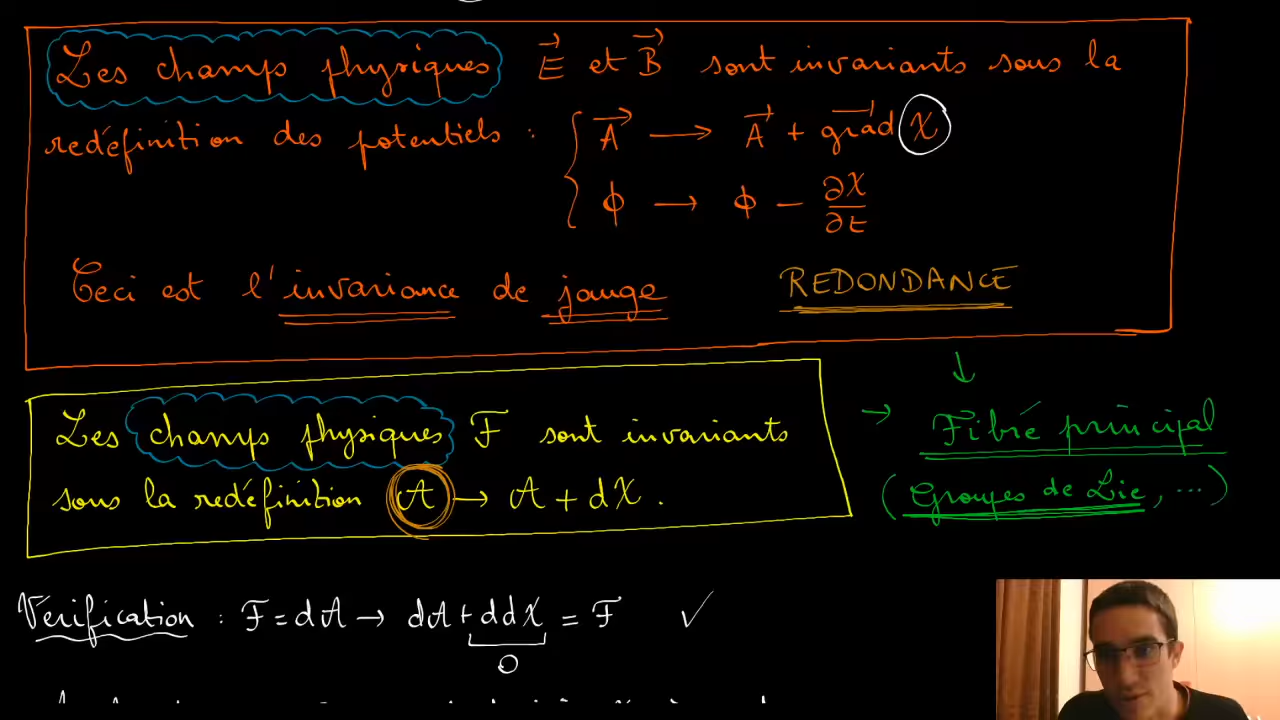 Les champs physiques E⃗ et B⃗ sont invariants sous la
redéfinition des potentiels : { A⃗ → A⃗ + grad⃗ χ
ϕ → ϕ − ∂χ/∂t
Ceci est l'invariance de jauge REDONDANCE
↓
Les champs physiques F sont invariants
sous la redéfinition A → A + dχ.
→ Fibré principal
(Groupes de Lie, ...)
Vérification : F = dA → dA + ddχ = F ✓
0